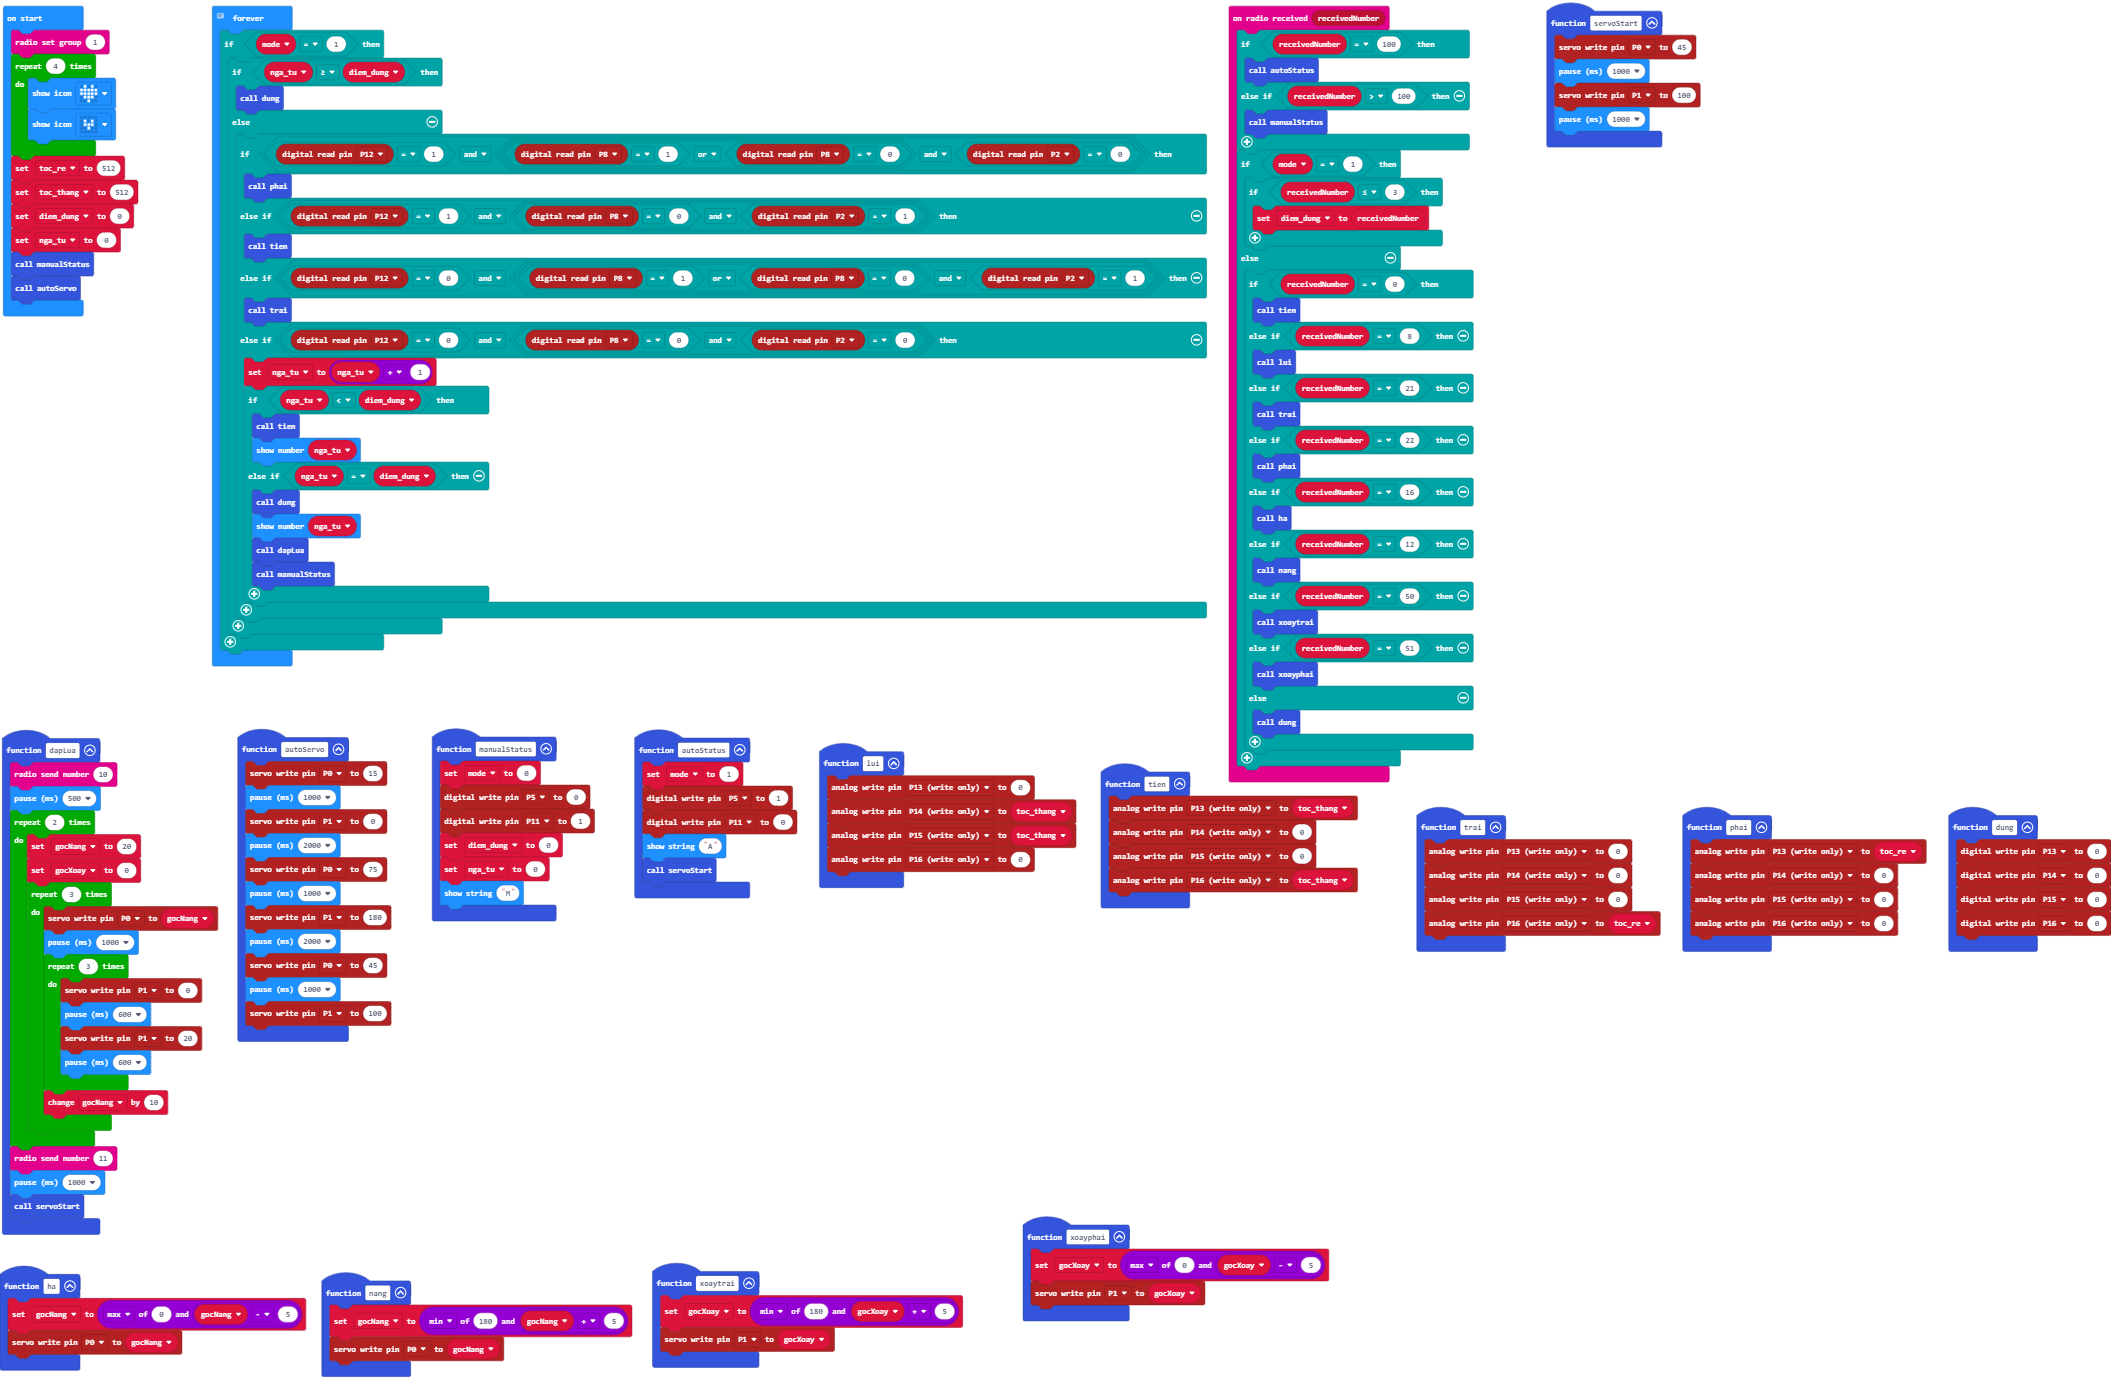 on start
radio set group 1
repeat 4 times
do
show icon
show icon
set toc_re to 512
set toc_thang to 512
set diem_dung to 0
set nga_tu to 0
call manualStatus
call autoServo
forever
if mode = 1 then
if nga_tu ≥ diem_dung then
call dung
else
if digital read pin P12 = 1 and digital read pin P8 = 1 or digital read pin P8 = 0 and digital read pin P2 = 0 then
call phai
else if digital read pin P12 = 1 and digital read pin P8 = 0 and digital read pin P2 = 1 then
call tien
else if digital read pin P12 = 0 and digital read pin P8 = 1 or digital read pin P8 = 0 and digital read pin P2 = 1 then
call trai
else if digital read pin P12 = 0 and digital read pin P8 = 0 and digital read pin P2 = 0 then
set nga_tu to nga_tu + 1
if nga_tu < diem_dung then
call tien
show number nga_tu
else if nga_tu = diem_dung then
call dung
show number nga_tu
call dapLua
call manualStatus
on radio received receivedNumber
if receivedNumber = 100 then
call autoStatus
else if receivedNumber > 100 then
call manualStatus
if mode = 1 then
if receivedNumber ≤ 3 then
set diem_dung to receivedNumber
else
if receivedNumber = 0 then
call tien
else if receivedNumber = 8 then
call lui
else if receivedNumber = 21 then
call trai
else if receivedNumber = 22 then
call phai
else if receivedNumber = 16 then
call ha
else if receivedNumber = 12 then
call nang
else if receivedNumber = 50 then
call xoaytrai
else if receivedNumber = 51 then
call xoayphai
else
call dung
function servoStart
servo write pin P0 to 45
pause (ms) 1000
servo write pin P1 to 100
pause (ms) 1000
function dapLua
radio send number 10
pause (ms) 500
repeat 2 times
do
set gocNang to 20
set gocXoay to 0
repeat 3 times
do
servo write pin P0 to gocNang
pause (ms) 1000
repeat 3 times
do
servo write pin P1 to 0
pause (ms) 600
servo write pin P1 to 20
pause (ms) 600
change gocNang by 10
radio send number 11
pause (ms) 1000
call servoStart
function autoServo
servo write pin P0 to 15
pause (ms) 1000
servo write pin P1 to 0
pause (ms) 2000
servo write pin P0 to 75
pause (ms) 1000
servo write pin P1 to 180
pause (ms) 2000
servo write pin P0 to 45
pause (ms) 1000
servo write pin P1 to 100
function manualStatus
set mode to 0
digital write pin P5 to 0
digital write pin P11 to 1
set diem_dung to 0
set nga_tu to 0
show string "M"
function autoStatus
set mode to 1
digital write pin P5 to 1
digital write pin P11 to 0
show string "A"
call servoStart
function lui
analog write pin P13 (write only) to 0
analog write pin P14 (write only) to toc_thang
analog write pin P15 (write only) to toc_thang
analog write pin P16 (write only) to 0
function tien
analog write pin P13 (write only) to toc_thang
analog write pin P14 (write only) to 0
analog write pin P15 (write only) to 0
analog write pin P16 (write only) to toc_thang
function trai
analog write pin P13 (write only) to 0
analog write pin P14 (write only) to 0
analog write pin P15 (write only) to 0
analog write pin P16 (write only) to toc_re
function phai
analog write pin P13 (write only) to toc_re
analog write pin P14 (write only) to 0
analog write pin P15 (write only) to 0
analog write pin P16 (write only) to 0
function dung
digital write pin P13 to 0
digital write pin P14 to 0
digital write pin P15 to 0
digital write pin P16 to 0
function ha
set gocNang to max of 0 and gocNang - 5
servo write pin P0 to gocNang
function nang
set gocNang to min of 180 and gocNang + 5
servo write pin P0 to gocNang
function xoaytrai
set gocXoay to min of 180 and gocXoay + 5
servo write pin P1 to gocXoay
function xoayphai
set gocXoay to max of 0 and gocXoay - 5
servo write pin P1 to gocXoay